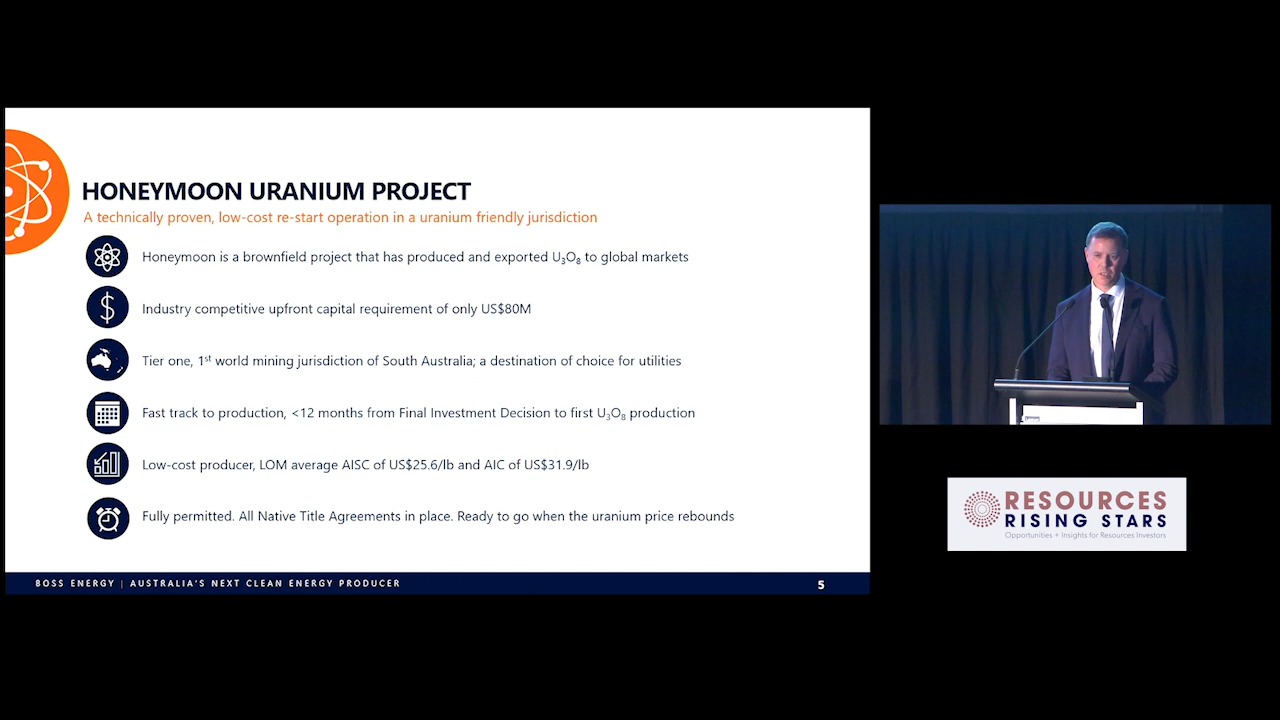 HONEYMOON URANIUM PROJECT
A technically proven, low-cost re-start operation in a uranium friendly jurisdiction
Honeymoon is a brownfield project that has produced and exported U₃O₈ to global markets
Industry competitive upfront capital requirement of only US$80M
Tier one, 1ˢᵗ world mining jurisdiction of South Australia; a destination of choice for utilities
Fast track to production, <12 months from Final Investment Decision to first U₃O₈ production
Low-cost producer, LOM average AISC of US$25.6/lb and AIC of US$31.9/lb
Fully permitted. All Native Title Agreements in place. Ready to go when the uranium price rebounds
BOSS ENERGY | AUSTRALIA'S NEXT CLEAN ENERGY PRODUCER
5
RESOURCES
RISING STARS
Opportunities + Insights for Resources Investors